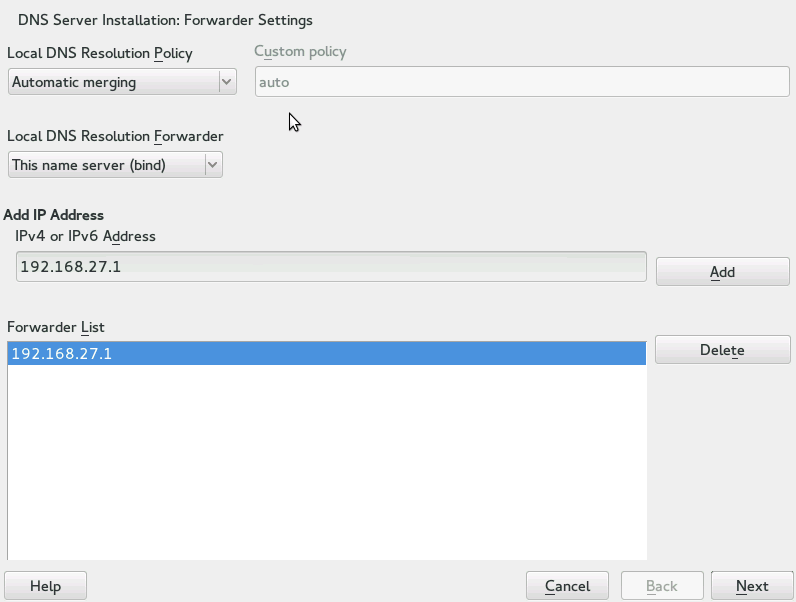 DNS Server Installation: Forwarder Settings
Local DNS Resolution Policy
Custom policy
Automatic merging
auto
Local DNS Resolution Forwarder
This name server (bind)
Add IP Address
IPv4 or IPv6 Address
192.168.27.1
Add
Forwarder List
192.168.27.1
Delete
Help
Cancel
Back
Next